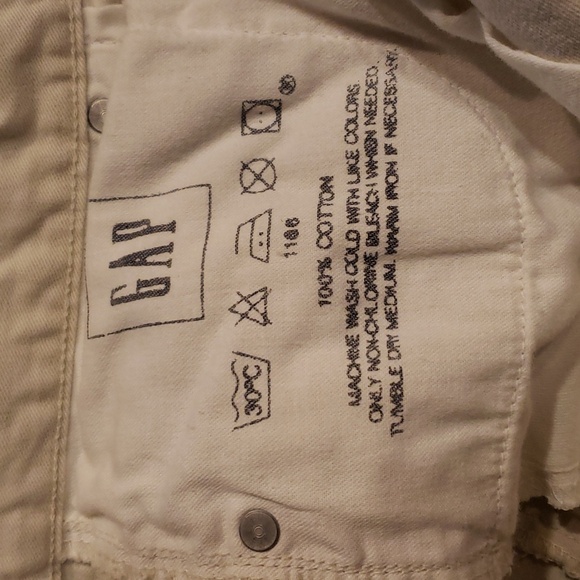 GAP
30°C
®
1186
100% COTTON
MACHINE WASH COLD WITH LIKE COLORS.
ONLY NON-CHLORINE BLEACH WHEN NEEDED.
TUMBLE DRY MEDIUM. WARM IRON IF NECESSARY.